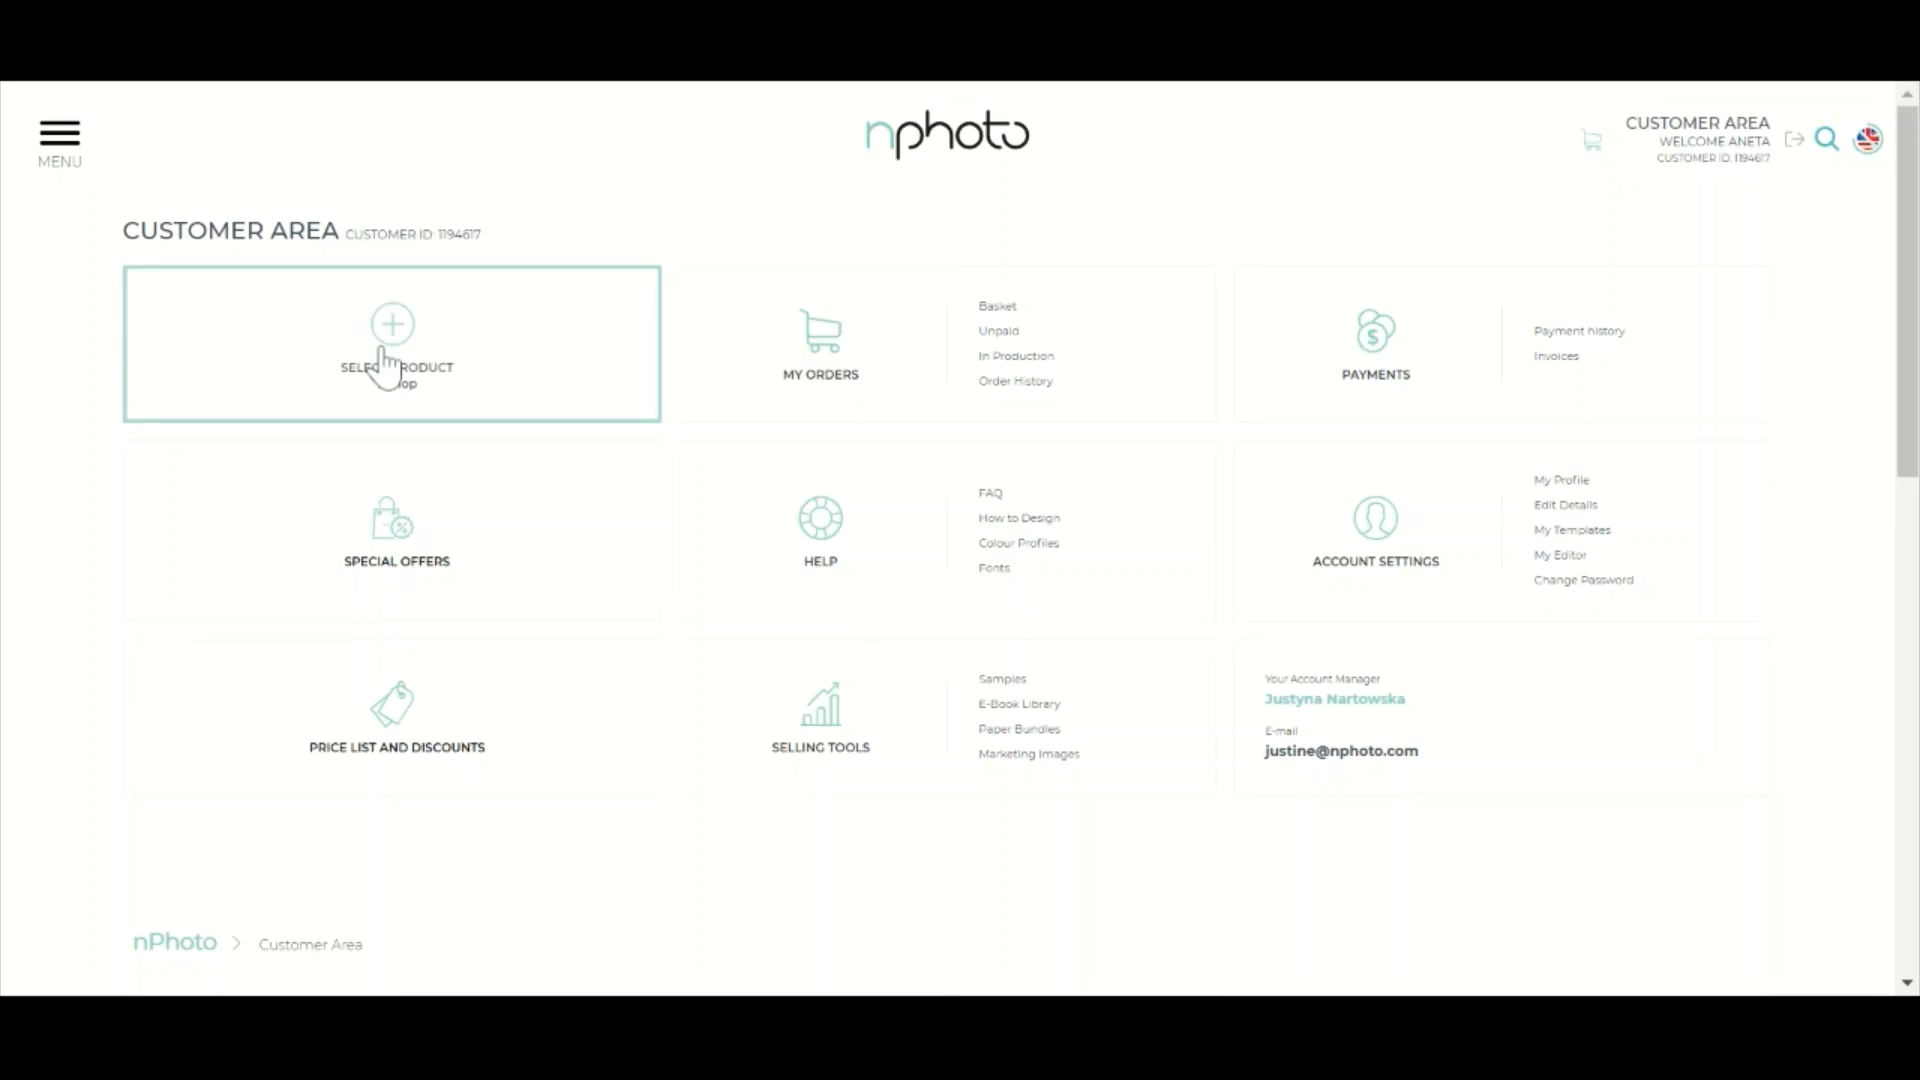 MENU
nphoto
CUSTOMER AREA
WELCOME ANETA
CUSTOMER ID: 1194617
CUSTOMER AREA CUSTOMER ID: 1194617
Basket
Unpaid
In Production
Order History
MY ORDERS
Payment history
Invoices
PAYMENTS
SPECIAL OFFERS
FAQ
How to Design
Colour Profiles
Fonts
HELP
My Profile
Edit Details
My Templates
My Editor
Change Password
ACCOUNT SETTINGS
PRICE LIST AND DISCOUNTS
Samples
E-Book Library
Paper Bundles
Marketing Images
SELLING TOOLS
Your Account Manager
Justyna Nartowska
E-mail
justine@nphoto.com
nPhoto > Customer Area